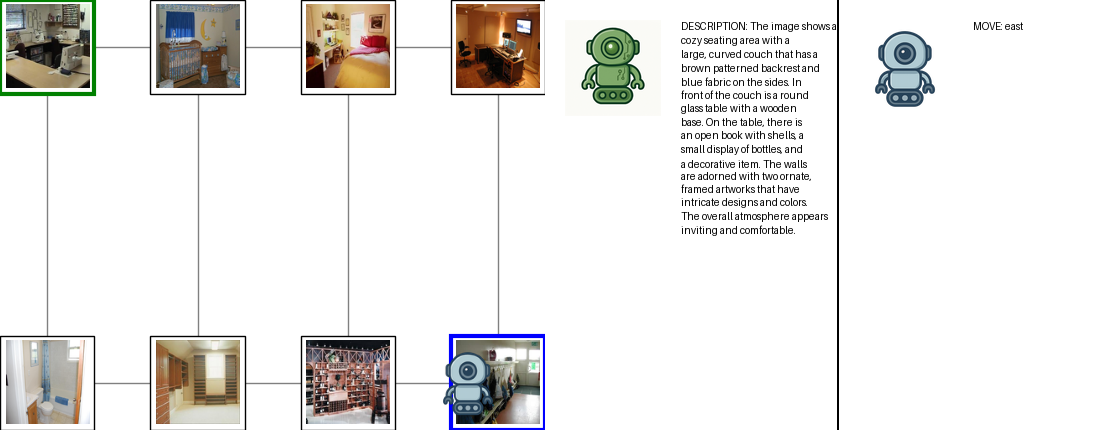 DESCRIPTION: The image shows a
cozy seating area with a
large, curved couch that has a
brown patterned backrest and
blue fabric on the sides. In
front of the couch is a round
glass table with a wooden
base. On the table, there is
an open book with shells, a
small display of bottles, and
a decorative item. The walls
are adorned with two ornate,
framed artworks that have
intricate designs and colors.
The overall atmosphere appears
inviting and comfortable.
MOVE: east